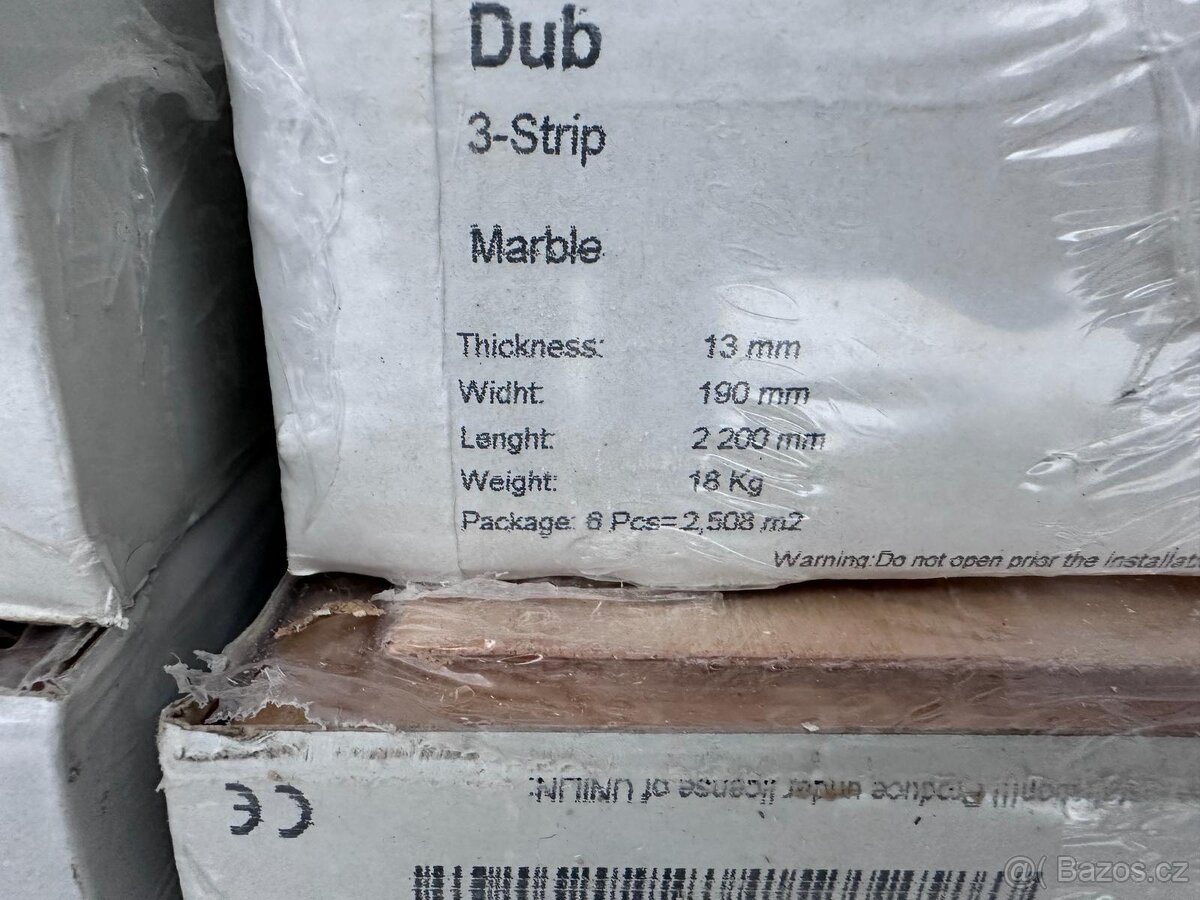 Dub
3-Strip
Marble
Thickness: 13 mm
Widht: 190 mm
Lenght: 2 200 mm
Weight: 18 Kg
Package: 6 Pcs= 2,508 m2
Warning:Do not open prior the installat
Produce under license of UNILIN:
CE
@( Bazos.cz